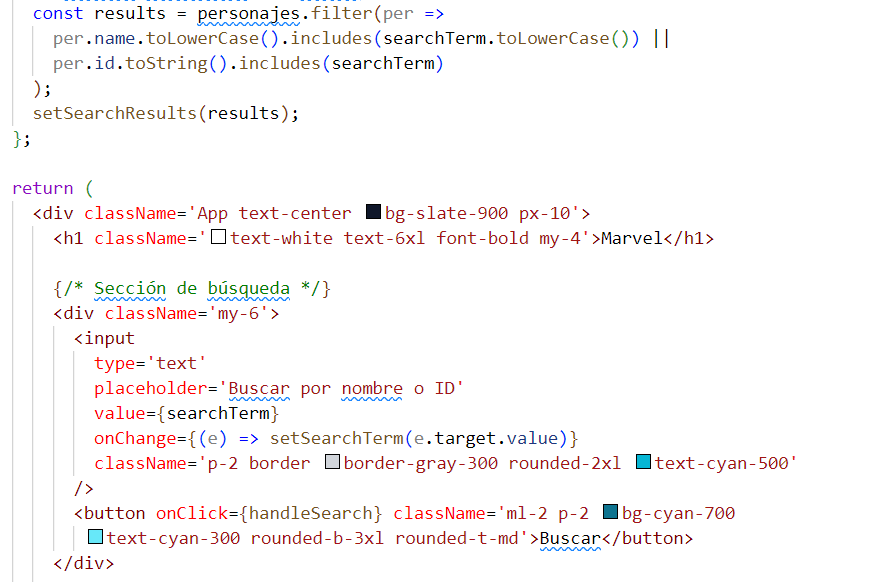 const results = personajes.filter(per =>
per.name.toLowerCase().includes(searchTerm.toLowerCase()) ||
per.id.toString().includes(searchTerm)
);
setSearchResults(results);
};
return (
<div className='App text-center bg-slate-900 px-10'>
<h1 className='text-white text-6xl font-bold my-4'>Marvel</h1>
{/* Sección de búsqueda */}
<div className='my-6'>
<input
type='text'
placeholder='Buscar por nombre o ID'
value={searchTerm}
onChange={(e) => setSearchTerm(e.target.value)}
className='p-2 border border-gray-300 rounded-2xl text-cyan-500'
/>
<button onClick={handleSearch} className='ml-2 p-2 bg-cyan-700
text-cyan-300 rounded-b-3xl rounded-t-md'>Buscar</button>
</div>